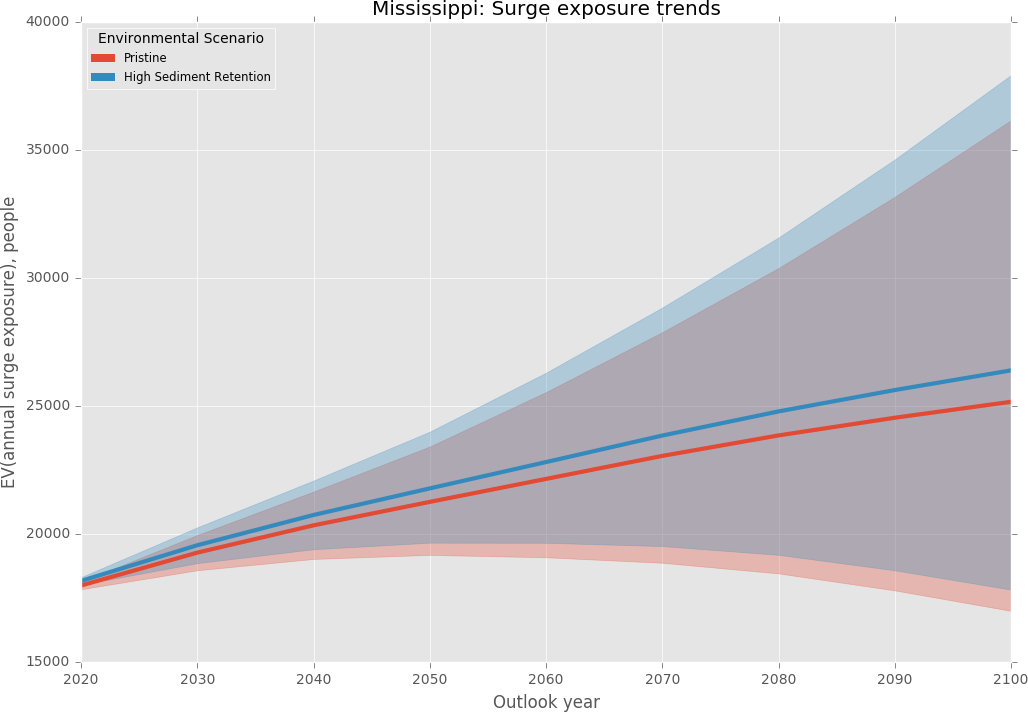 Mississippi: Surge exposure trends
Environmental Scenario
Pristine
High Sediment Retention
EV(annual surge exposure), people
40000
35000
30000
25000
20000
15000
2020 2030 2040 2050 2060 2070 2080 2090 2100
Outlook year